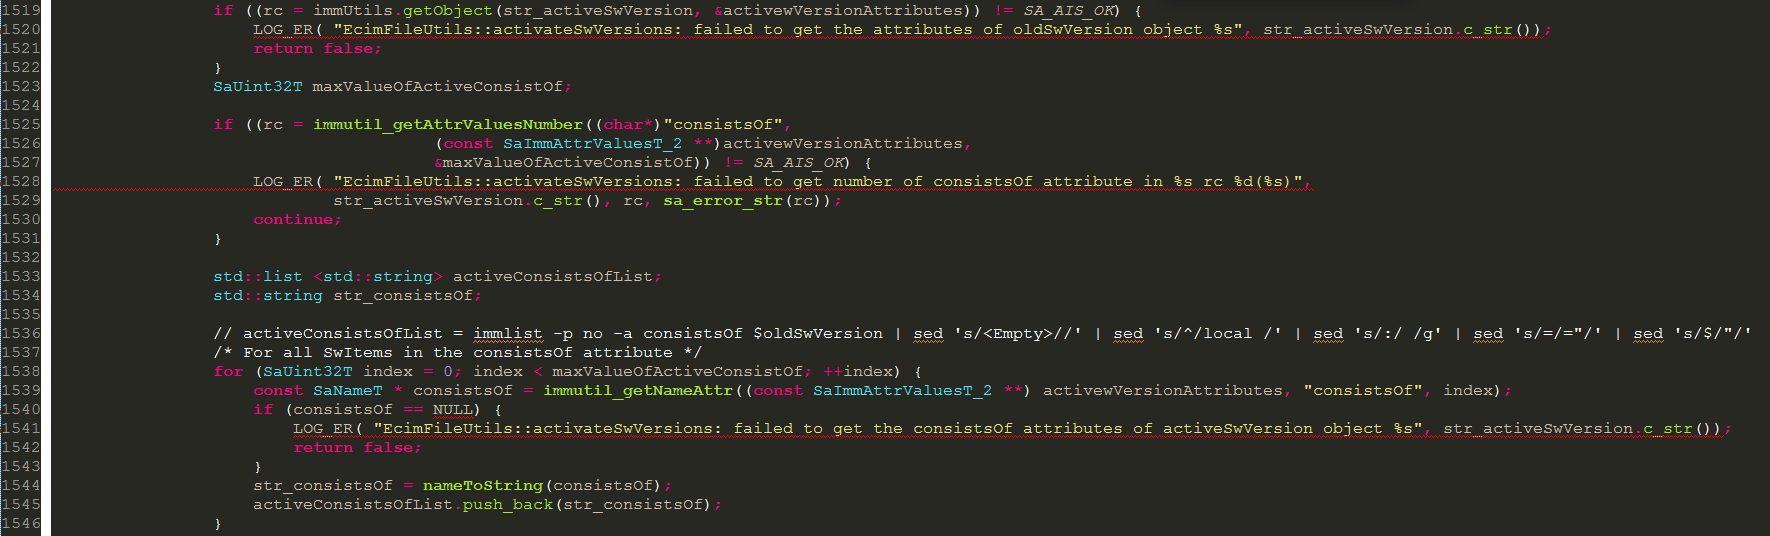 1519 if ((rc = immUtils.getObject(str_activeSwVersion, &activewVersionAttributes)) != SA_AIS_OK) {
1520 LOG_ER( "EcimFileUtils::activateSwVersions: failed to get the attributes of oldSwVersion object %s", str_activeSwVersion.c_str());
1521 return false;
1522 }
1523 SaUint32T maxValueOfActiveConsistOf;
1524
1525 if ((rc = immutil_getAttrValuesNumber((char*)"consistsOf",
1526 (const SaImmAttrValuesT_2 **)activewVersionAttributes,
1527 &maxValueOfActiveConsistOf)) != SA_AIS_OK) {
1528 LOG_ER( "EcimFileUtils::activateSwVersions: failed to get number of consistsOf attribute in %s rc %d(%s)",
1529 str_activeSwVersion.c_str(), rc, sa_error_str(rc));
1530 continue;
1531 }
1532
1533 std::list <std::string> activeConsistsOfList;
1534 std::string str_consistsOf;
1535
1536 // activeConsistsOfList = immlist -p no -a consistsOf $oldSwVersion | sed 's/<Empty>//' | sed 's/^/local /' | sed 's/:/ /g' | sed 's/=/="/' | sed 's/$/"/'
1537 /* For all SwItems in the consistsOf attribute */
1538 for (SaUint32T index = 0; index < maxValueOfActiveConsistOf; ++index) {
1539 const SaNameT * consistsOf = immutil_getNameAttr((const SaImmAttrValuesT_2 **) activewVersionAttributes, "consistsOf", index);
1540 if (consistsOf == NULL) {
1541 LOG_ER( "EcimFileUtils::activateSwVersions: failed to get the consistsOf attributes of activeSwVersion object %s", str_activeSwVersion.c_str());
1542 return false;
1543 }
1544 str_consistsOf = nameToString(consistsOf);
1545 activeConsistsOfList.push_back(str_consistsOf);
1546 }